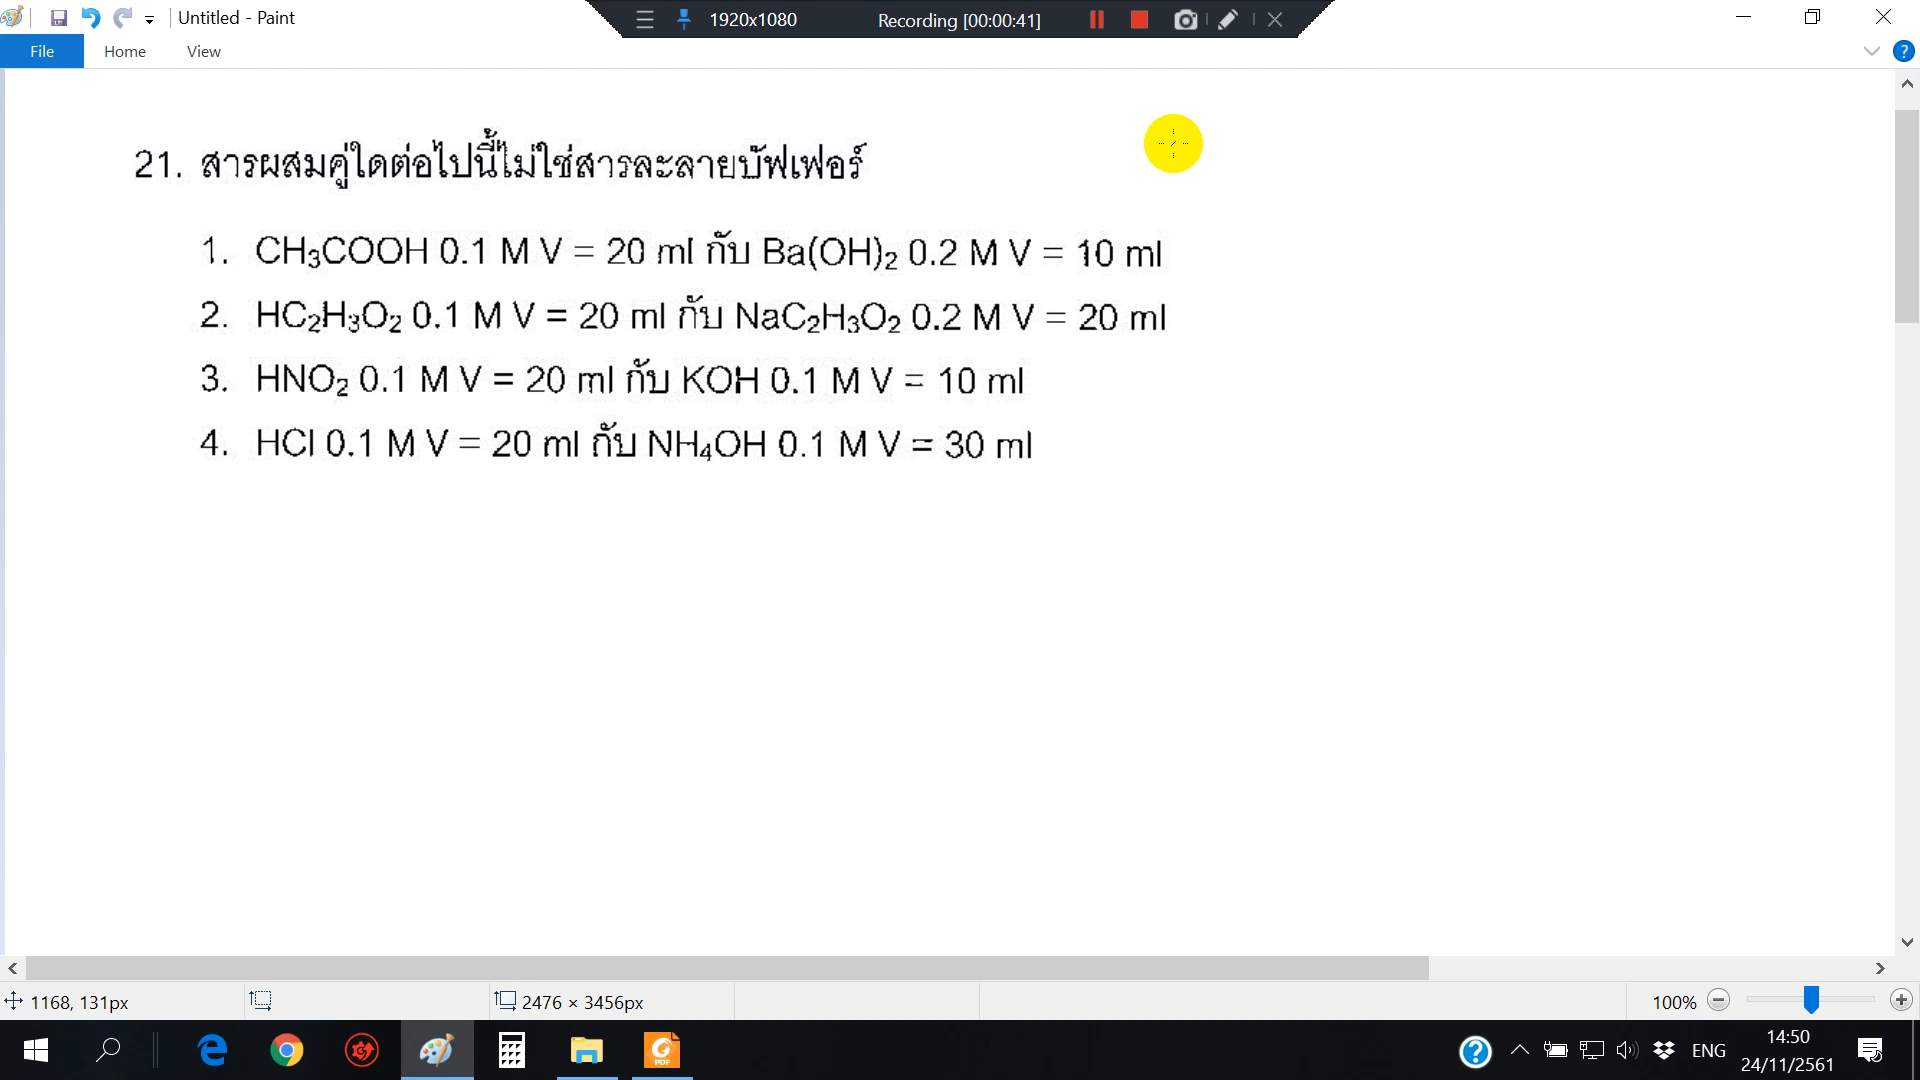 Untitled - Paint
1920x1080
Recording [00:00:41]
File
Home
View
21. สารผสมคู่ใดต่อไปนี้ไม่ใช่สารละลายบัฟเฟอร์
1. CH₃COOH 0.1 M V = 20 ml กับ Ba(OH)₂ 0.2 M V = 10 ml
2. HC₂H₃O₂ 0.1 M V = 20 ml กับ NaC₂H₃O₂ 0.2 M V = 20 ml
3. HNO₂ 0.1 M V = 20 ml กับ KOH 0.1 M V = 10 ml
4. HCl 0.1 M V = 20 ml กับ NH₄OH 0.1 M V = 30 ml
1168, 131px
2476 × 3456px
100%
PDF
ENG
14:50
24/11/2561